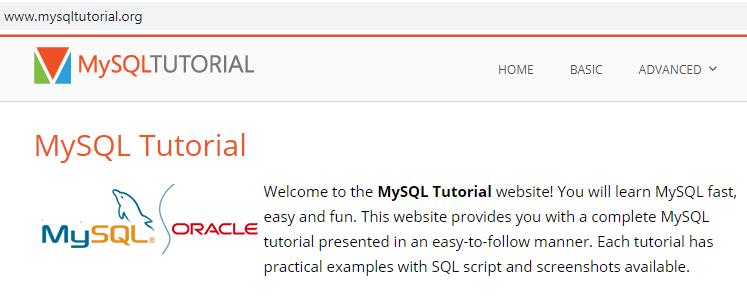 www.mysqltutorial.org
MySQLTUTORIAL HOME BASIC ADVANCED
MySQL Tutorial
MySQL® ORACLE
Welcome to the MySQL Tutorial website! You will learn MySQL fast,
easy and fun. This website provides you with a complete MySQL
tutorial presented in an easy-to-follow manner. Each tutorial has
practical examples with SQL script and screenshots available.